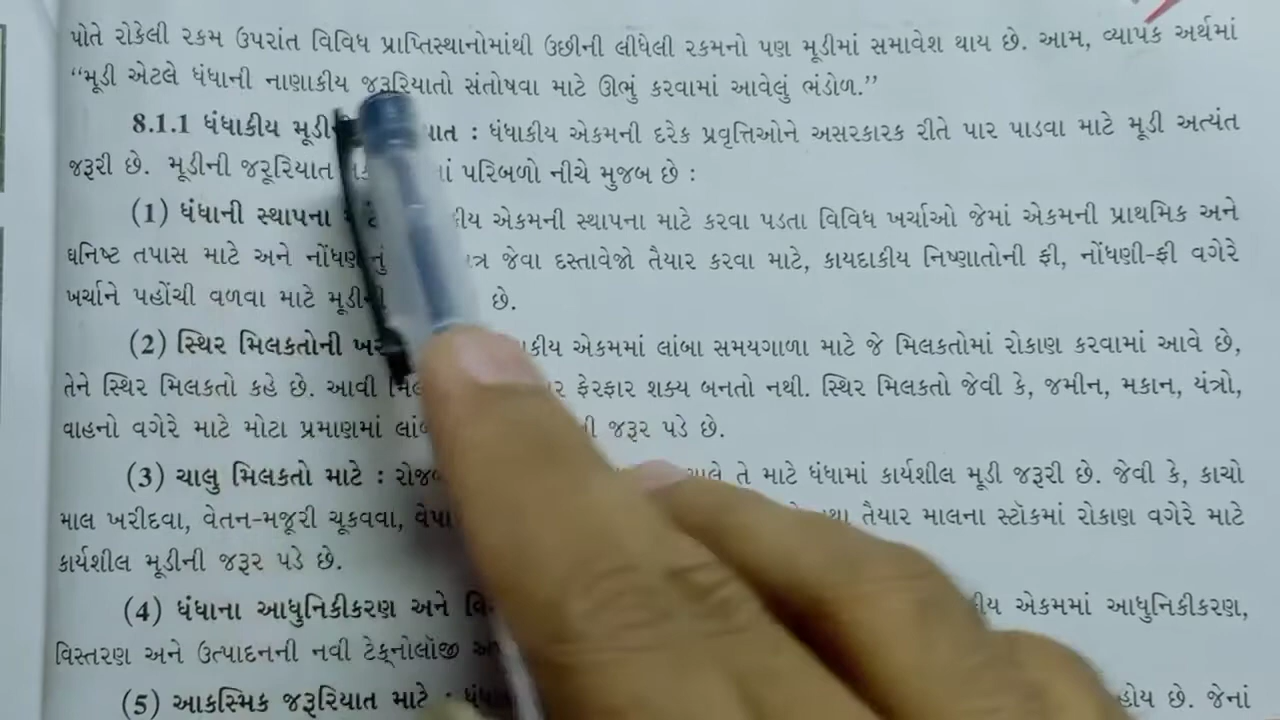 પોતે રોકેલી રકમ ઉપરાંત વિવિધ પ્રાપ્તિસ્થાનોમાંથી ઉછીની લીધેલી રકમનો પણ મૂડીમાં સમાવેશ થાય છે. આમ, વ્યાપક અર્થમાં
“મૂડી એટલે ધંધાની નાણાકીય જરૂરિયાતો સંતોષવા માટે ઊભું કરવામાં આવેલું ભંડોળ.”
8.1.1 ધંધાકીય : ધંધાકીય એકમની દરેક પ્રવૃત્તિઓને અસરકારક રીતે પાર પાડવા માટે મૂડી અત્યંત
જરૂરી છે. મૂડીની જરૂરિયાત પરિબળો નીચે મુજબ છે :
(1) ધંધાની સ્થાપના એકમની સ્થાપના માટે કરવા પડતા વિવિધ ખર્ચાઓ જેમાં એકમની પ્રાથમિક અને
ઘનિષ્ટ તપાસ માટે અને જેવા દસ્તાવેજો તૈયાર કરવા માટે, કાયદાકીય નિષ્ણાતોની ફી, નોંધણી-ફી વગેરે
ખર્ચાને પહોંચી વળવા માટે છે.
(2) સ્થિર મિલકતોની એકમમાં લાંબા સમયગાળા માટે જે મિલકતોમાં રોકાણ કરવામાં આવે છે,
તેને સ્થિર મિલકતો કહે છે. આવી ફેરફાર શક્ય બનતો નથી. સ્થિર મિલકતો જેવી કે, જમીન, મકાન, યંત્રો,
વાહનો વગેરે માટે મોટા પ્રમાણમાં જરૂર પડે છે.
(3) ચાલુ મિલકતો માટે : તે માટે ધંધામાં કાર્યશીલ મૂડી જરૂરી છે. જેવી કે, કાચો
માલ ખરીદવા, વેતન-મજૂરી ચૂકવવા, તૈયાર માલના સ્ટૉકમાં રોકાણ વગેરે માટે
કાર્યશીલ મૂડીની જરૂર પડે છે.
(4) ધંધાના આધુનિકીકરણ અને એકમમાં આધુનિકીકરણ,
વિસ્તરણ અને ઉત્પાદનની નવી ટેક્નોલૉજી
(5) આકસ્મિક જરૂરિયાત માટે : હોય છે. જેનાં